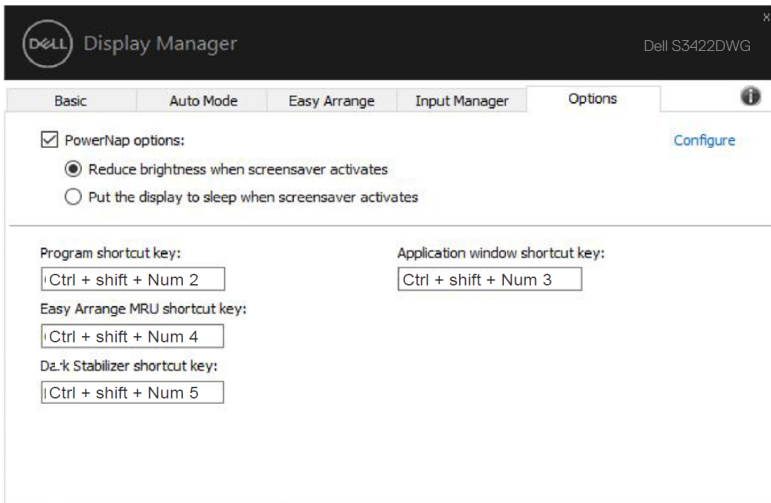 DELL Display Manager
Dell S3422DWG
X
Basic Auto Mode Easy Arrange Input Manager Options
PowerNap options: Configure
Reduce brightness when screensaver activates
Put the display to sleep when screensaver activates
Program shortcut key: Application window shortcut key:
Ctrl + shift + Num 2 Ctrl + shift + Num 3
Easy Arrange MRU shortcut key:
Ctrl + shift + Num 4
Dark Stabilizer shortcut key:
Ctrl + shift + Num 5